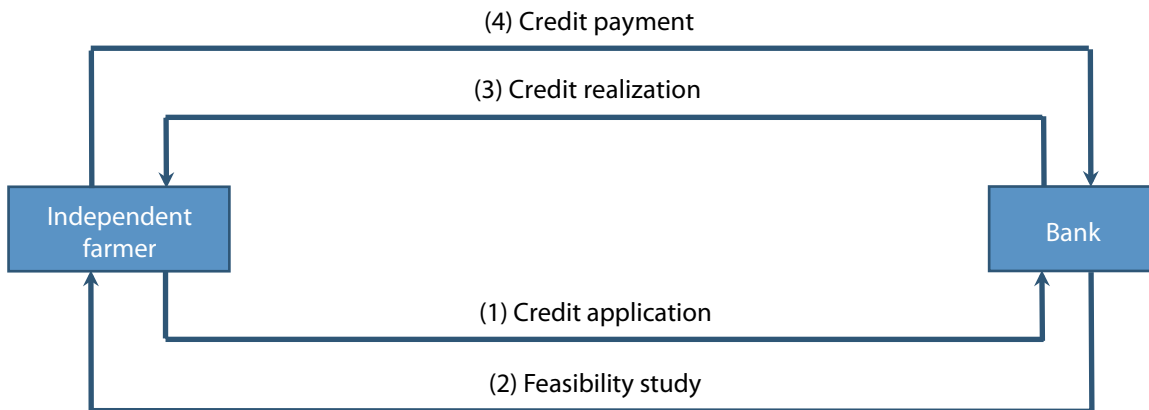 (4) Credit payment
(3) Credit realization
Independent
farmer
Bank
(1) Credit application
(2) Feasibility study